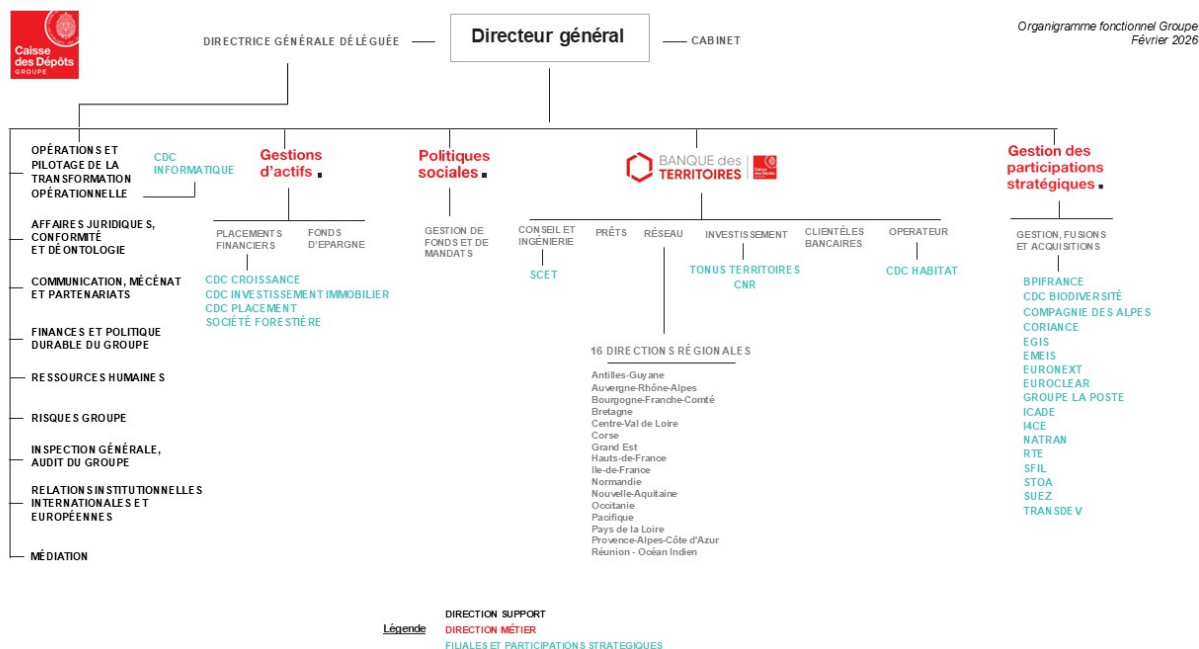 Caisse
des Dépôts
GROUPE
DIRECTRICE GÉNÉRALE DÉLÉGUÉE
Directeur général
CABINET
Organigramme fonctionnel Groupe
Février 2026
OPÉRATIONS ET
PILOTAGE DE LA
TRANSFORMATION
OPÉRATIONNELLE
CDC
INFORMATIQUE
AFFAIRES JURIDIQUES,
CONFORMITÉ
ET DÉONTOLOGIE
COMMUNICATION, MÉCÉNAT
ET PARTENARIATS
FINANCES ET POLITIQUE
DURABLE DU GROUPE
RESSOURCES HUMAINES
RISQUES GROUPE
INSPECTION GÉNÉRALE,
AUDIT DU GROUPE
RELATIONS INSTITUTIONNELLES
INTERNATIONALES ET
EUROPÉENNES
MÉDIATION
Gestions
d'actifs
PLACEMENTS
FINANCIERS
FONDS
D'EPARGNE
CDC CROISSANCE
CDC INVESTISSEMENT IMMOBILIER
CDC PLACEMENT
SOCIÉTÉ FORESTIÈRE
Politiques
sociales
GESTION DE
FONDS ET DE
MANDATS
BANQUE des
TERRITOIRES
Caisse
des Dépôts
GROUPE
CONSEIL ET
INGÉNIERIE
SCET
PRÊTS
RÉSEAU
16 DIRECTIONS RÉGIONALES
Antilles-Guyane
Auvergne-Rhône-Alpes
Bourgogne-Franche-Comté
Bretagne
Centre-Val de Loire
Corse
Grand Est
Hauts-de-France
Ile-de-France
Normandie
Nouvelle-Aquitaine
Occitanie
Pacifique
Pays de la Loire
Provence-Alpes-Côte d'Azur
Réunion - Océan Indien
INVESTISSEMENT
TONUS TERRITOIRES
CNR
CLIENTÈLES
BANCAIRES
OPERATEUR
CDC HABITAT
Gestion des
participations
stratégiques
GESTION, FUSIONS
ET ACQUISITIONS
BPIFRANCE
CDC BIODIVERSITÉ
COMPAGNIE DES ALPES
CORIANCE
EGIS
EMEIS
EURONEXT
EUROCLEAR
GROUPE LA POSTE
ICADE
I4CE
NATRAN
RTE
SFIL
STOA
SUEZ
TRANSDEV
Légende
DIRECTION SUPPORT
DIRECTION MÉTIER
FILIALES ET PARTICIPATIONS STRATEGIQUES